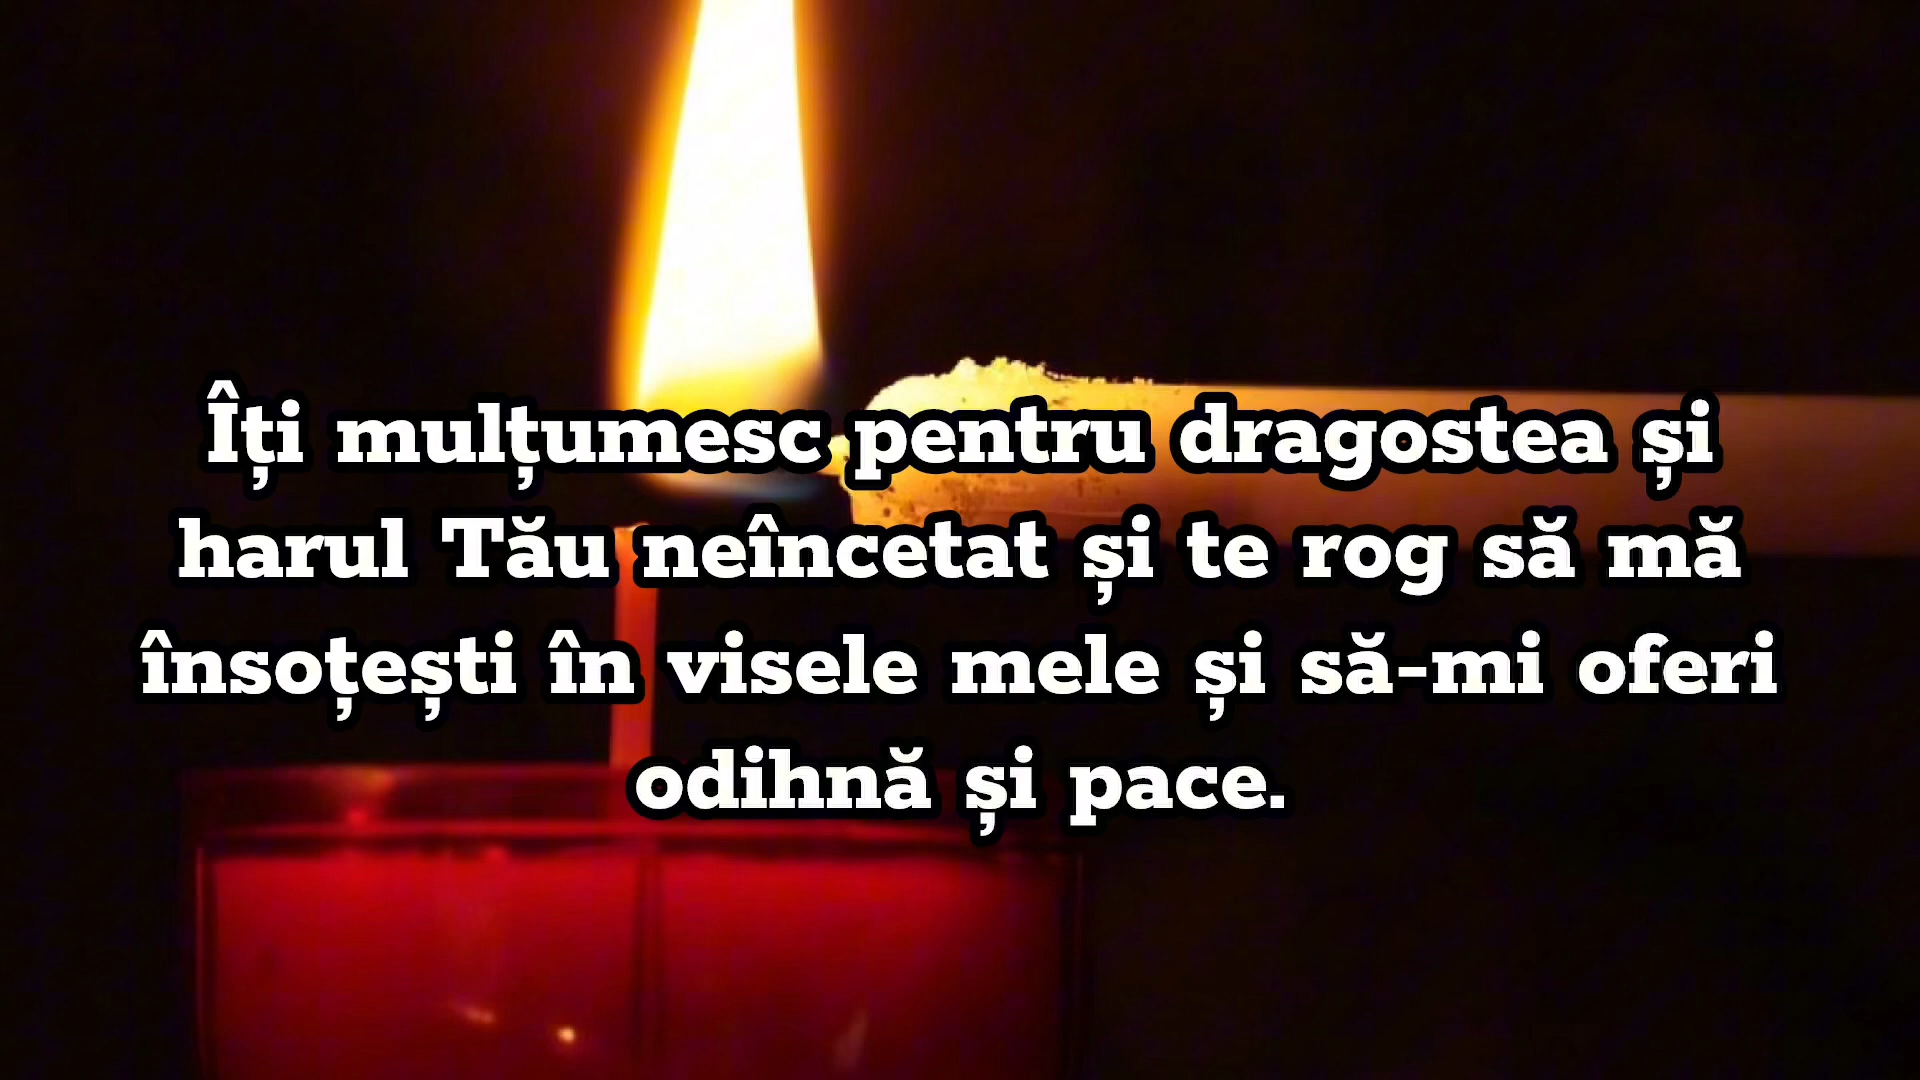 Îți mulțumesc pentru dragostea și
harul Tău neîncetat și te rog să mă
însoțești în visele mele și să-mi oferi
odihnă și pace.